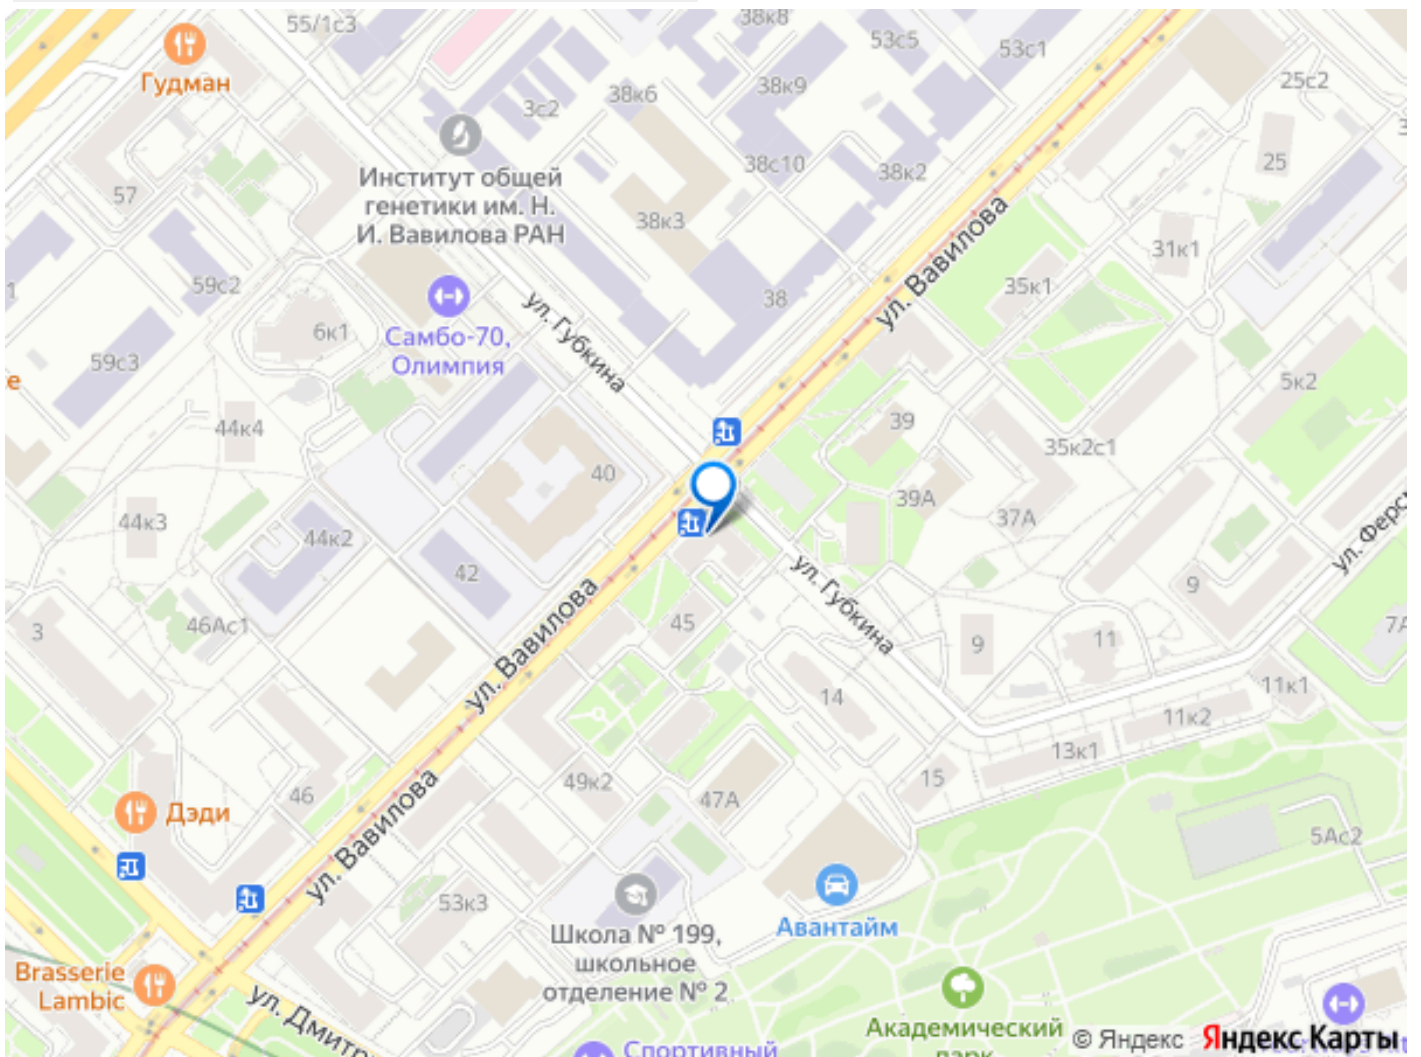 55/1с3
38к8
53с5
53с1
Гудман
38к6
38к9
25с2
3с2
38с10
38к2
25
Институт общей
генетики им. Н.
И. Вавилова РАН
57
38к3
ул. Вавилова
31к1
59с2
38
35к1
ул. Губкина
6к1
Самбо-70,
Олимпия
59с3
е
5к2
44к4
39
35к2с1
40
39А
37А
44к3
44к2
42
ул. Губкина
ул. Ферсм
9
46Ас1
3
ул. Вавилова
45
9
11
7А
14
11к1
11к2
13к1
15
49к2
47А
46
Дэди
ул. Вавилова
5Ас2
53к3
Авантайм
Школа № 199,
школьное
отделение № 2
Brasserie
Lambic
ул. Дмитри
Академический
парк
Спортивный
© Яндекс Яндекс Карты